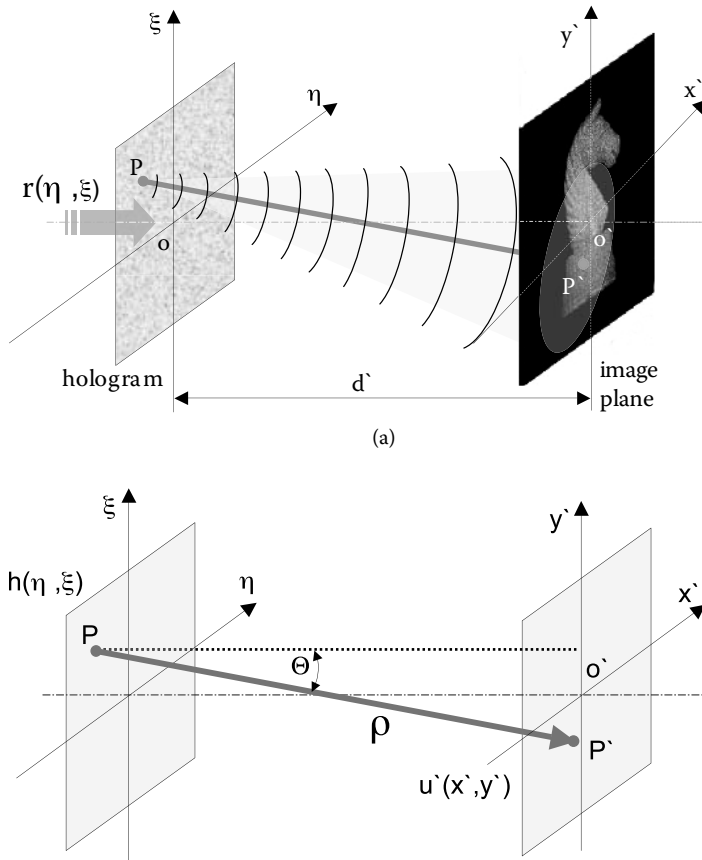 ξ
y`
η
x`
P
r(η ,ξ)
o
o`
P`
hologram
d`
image
plane
(a)
ξ
y`
h(η ,ξ)
η
x`
P
Θ
o`
ρ
P`
u`(x`,y`)